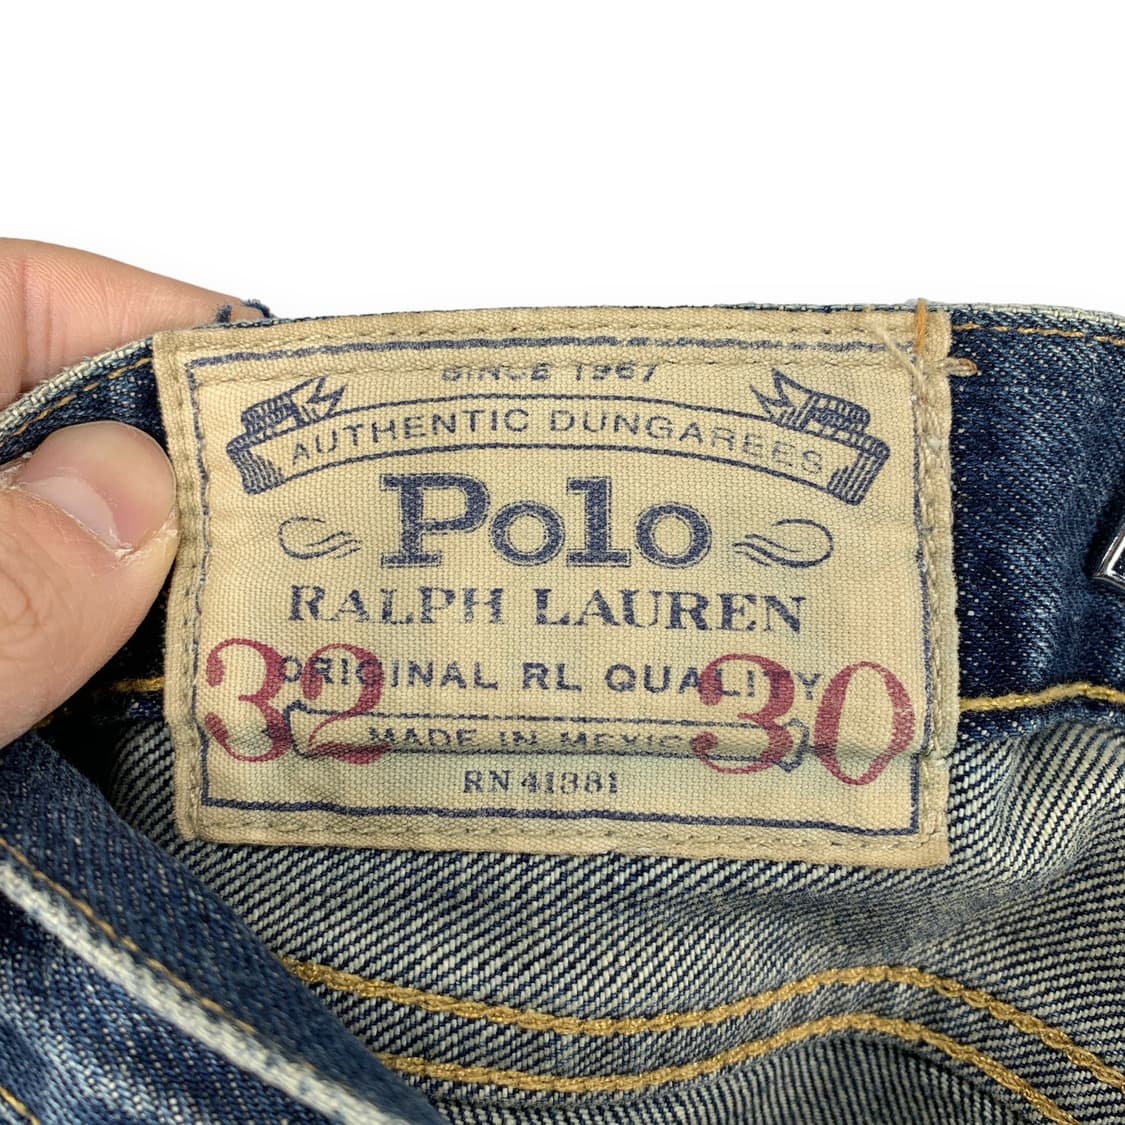 SINCE 1967
AUTHENTIC DUNGAREES
Polo
RALPH LAUREN
ORIGINAL RL QUALITY
32 30
MADE IN MEXICO
RN 41381